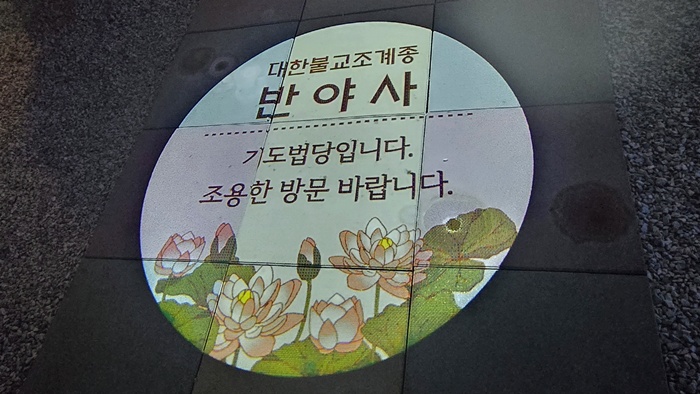 대한불교조계종
반야사
기도법당입니다.
조용한 방문 바랍니다.